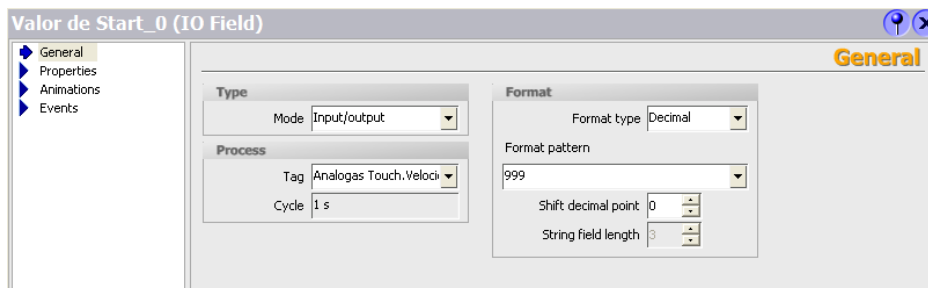 Valor de Start_0 (IO Field)
General
Properties
Animations
Events
General
Type
Mode Input/output
Process
Tag Analogas Touch.Veloci
Cycle 1 s
Format
Format type Decimal
Format pattern
999
Shift decimal point 0
String field length 3